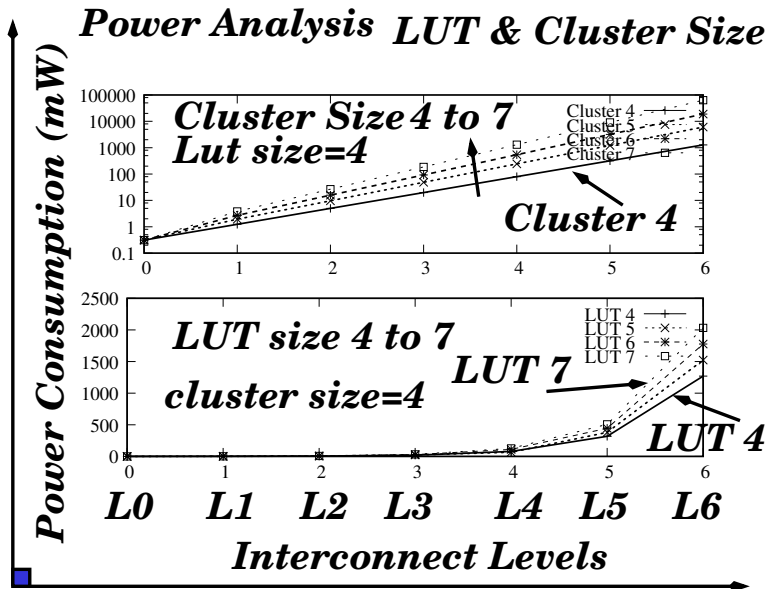 Power Analysis LUT & Cluster Size
Power Consumption (mW)
100000
10000
1000
100
10
1
0.1
Cluster Size 4 to 7
Lut size=4
Cluster 4
Cluster 5
Cluster 6
Cluster 7
Cluster 4
0 1 2 3 4 5 6
2500
2000
1500
1000
500
0
LUT size 4 to 7
cluster size=4
LUT 4
LUT 5
LUT 6
LUT 7
LUT 7
LUT 4
0 1 2 3 4 5 6
L0 L1 L2 L3 L4 L5 L6
Interconnect Levels